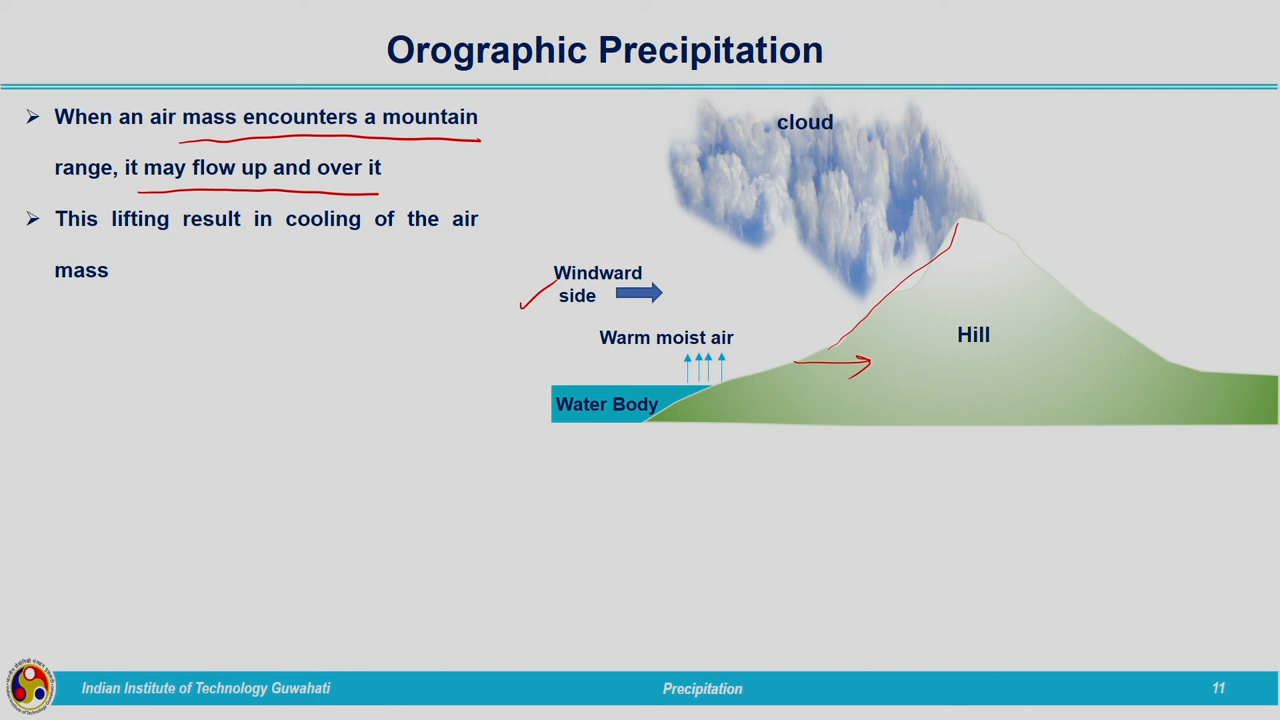 Orographic Precipitation
When an air mass encounters a mountain
range, it may flow up and over it
This lifting result in cooling of the air
mass
cloud
Windward
side
Warm moist air
Hill
Water Body
Indian Institute of Technology Guwahati
Precipitation
11